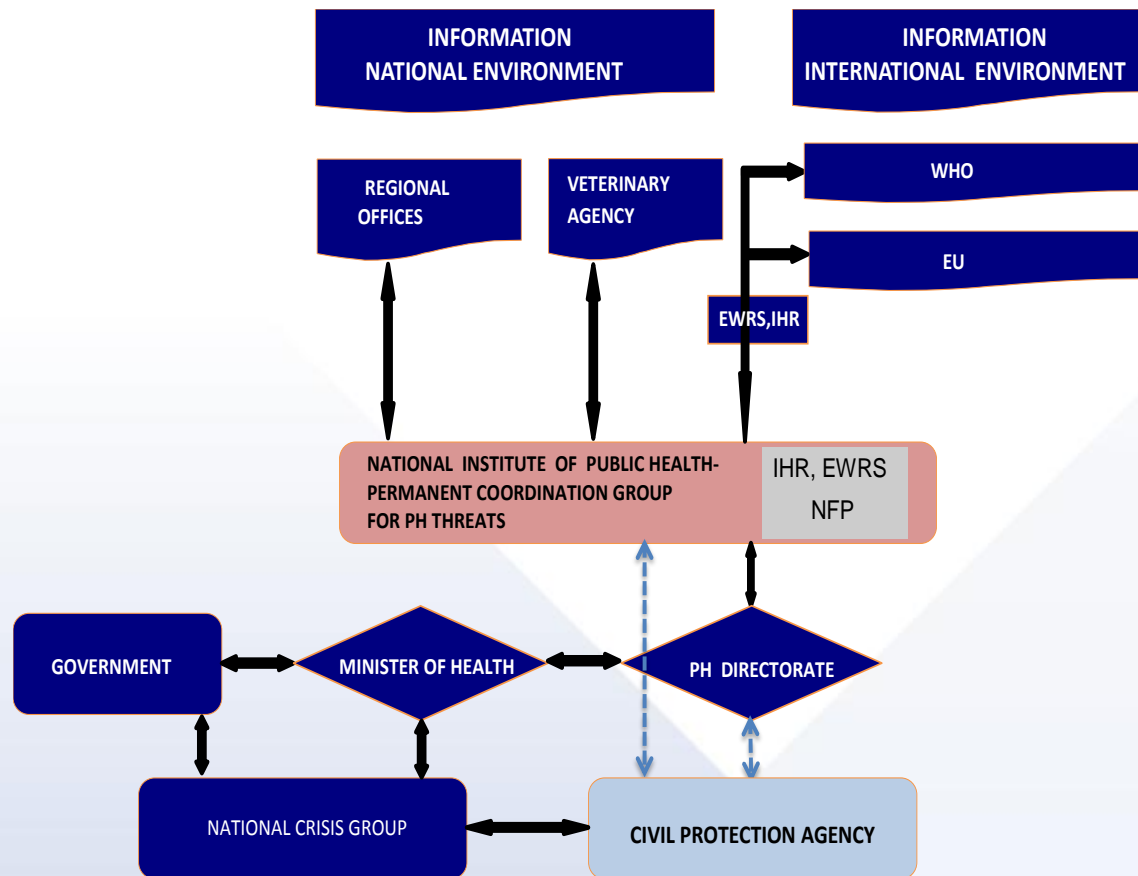 INFORMATION
NATIONAL ENVIRONMENT
INFORMATION
INTERNATIONAL ENVIRONMENT
REGIONAL
OFFICES
VETERINARY
AGENCY
WHO
EU
EWRS,IHR
NATIONAL INSTITUTE OF PUBLIC HEALTH-
PERMANENT COORDINATION GROUP
FOR PH THREATS
IHR, EWRS
NFP
GOVERNMENT
MINISTER OF HEALTH
PH DIRECTORATE
NATIONAL CRISIS GROUP
CIVIL PROTECTION AGENCY